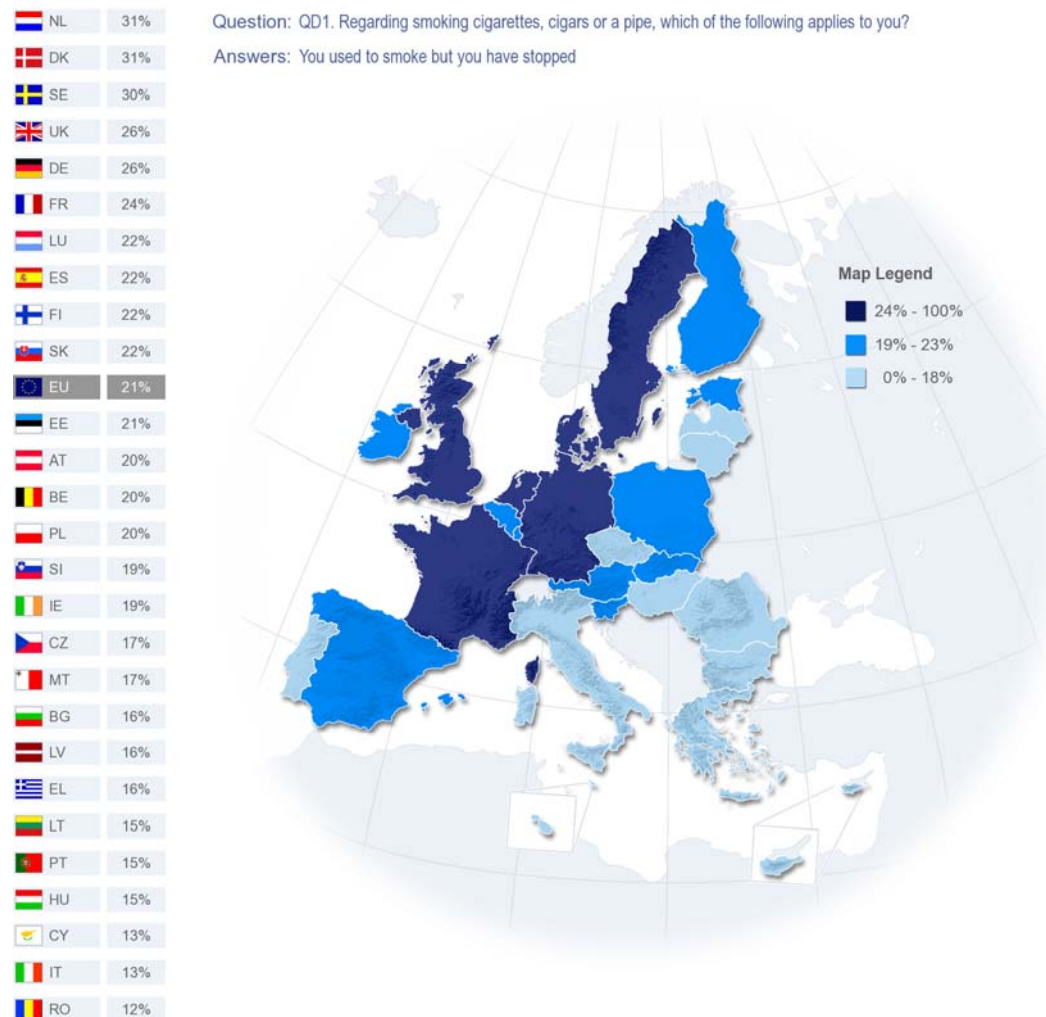 NL 31%
DK 31%
SE 30%
UK 26%
DE 26%
FR 24%
LU 22%
ES 22%
FI 22%
SK 22%
EU 21%
EE 21%
AT 20%
BE 20%
PL 20%
SI 19%
IE 19%
CZ 17%
MT 17%
BG 16%
LV 16%
EL 16%
LT 15%
PT 15%
HU 15%
CY 13%
IT 13%
RO 12%
Question: QD1. Regarding smoking cigarettes, cigars or a pipe, which of the following applies to you?
Answers: You used to smoke but you have stopped
Map Legend
24% - 100%
19% - 23%
0% - 18%